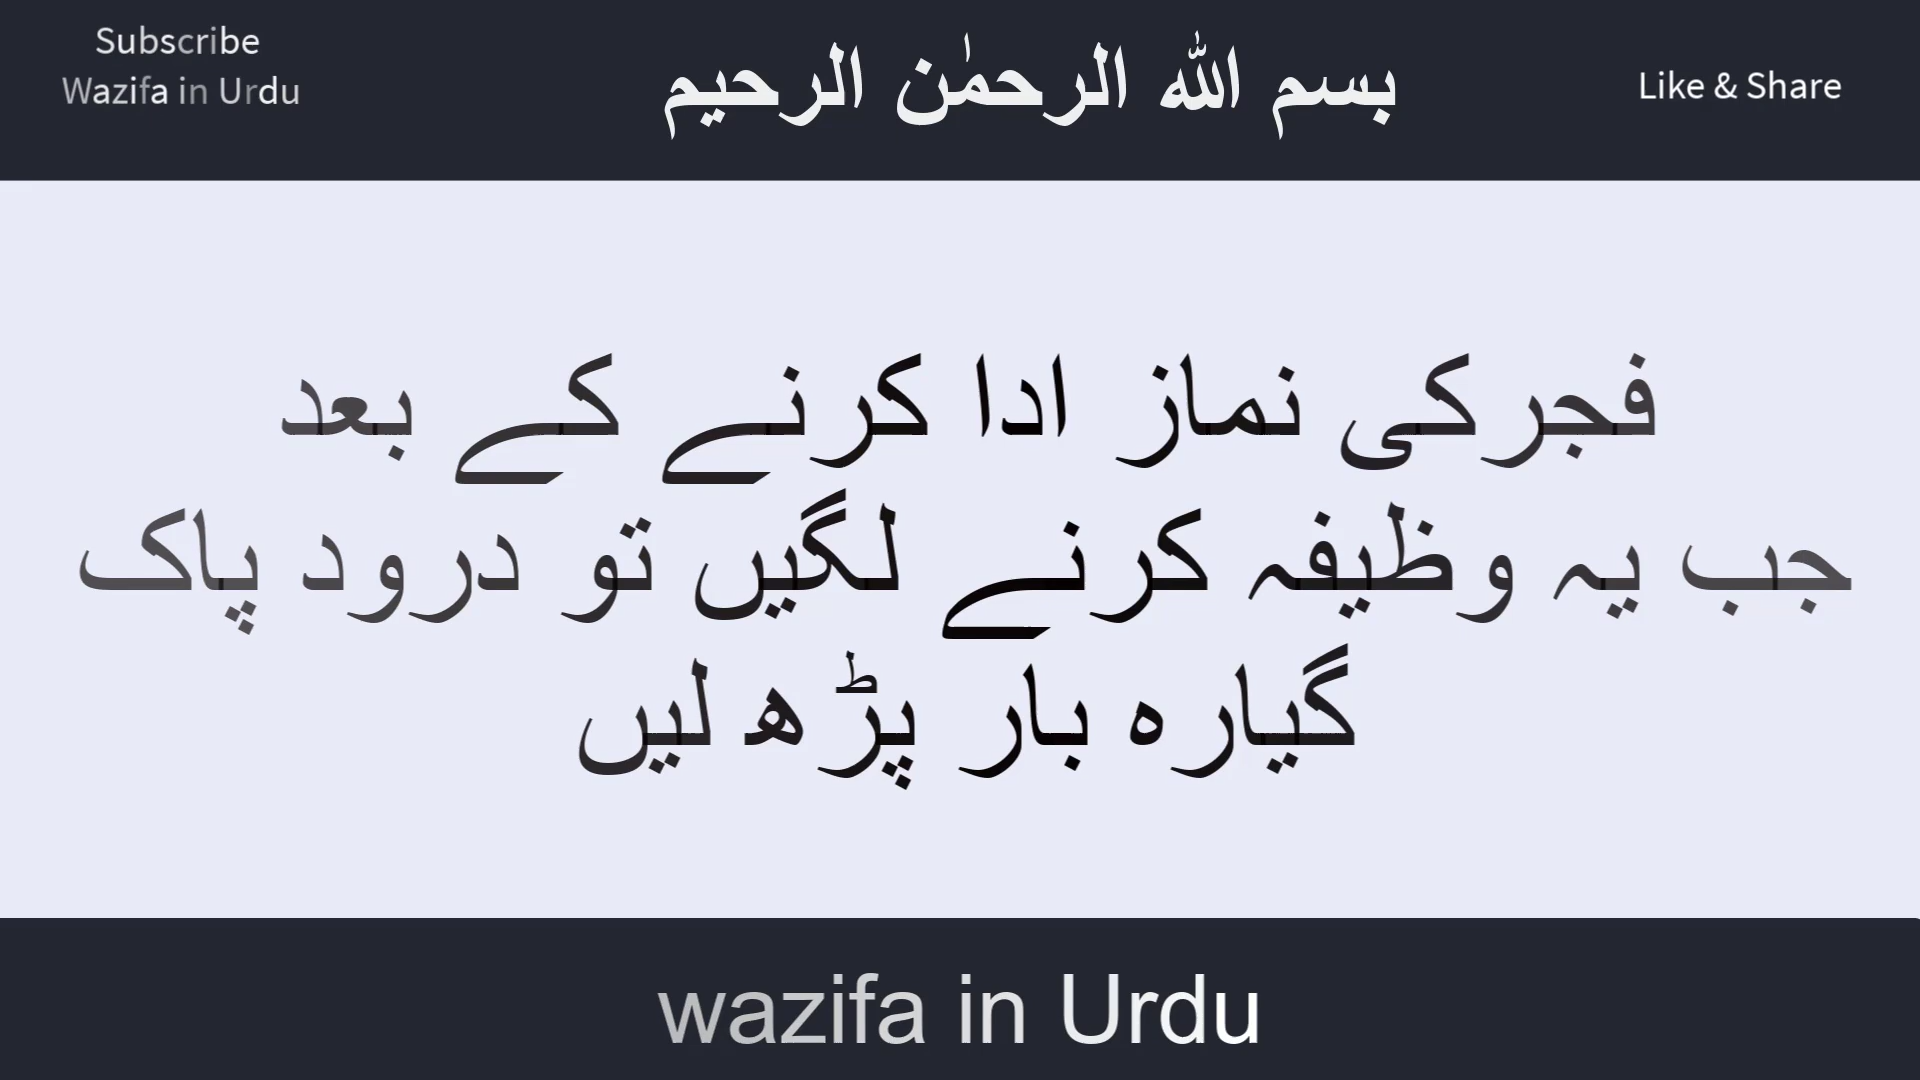 Subscribe
Wazifa in Urdu
بسم اللہ الرحمٰن الرحیم
Like & Share
فجرکی نماز ادا کرنے کے بعد
جب یہ وظیفہ کرنے لگیں تو درود پاک
گیارہ بار پڑھ لیں
wazifa in Urdu